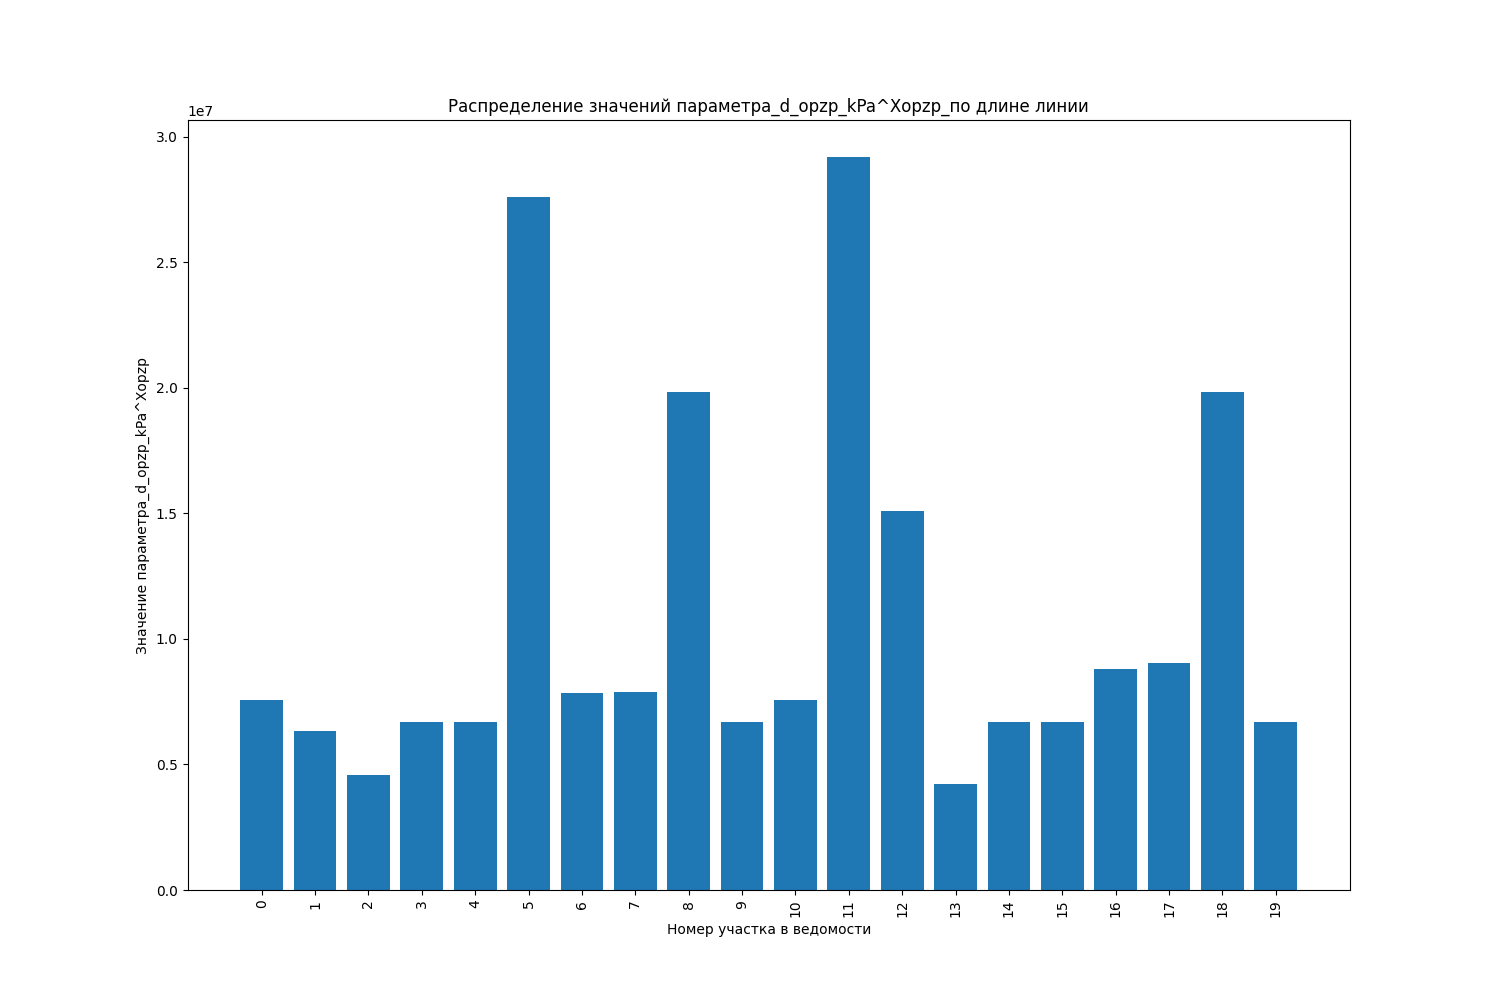 Распределение значений параметра_d_opzp_kPa^Xopzp_по длине линии
1e7
3.0
2.5
2.0
1.5
1.0
0.5
0.0
Значение параметра_d_opzp_kPa^Xopzp
0 1 2 3 4 5 6 7 8 9 10 11 12 13 14 15 16 17 18 19
Номер участка в ведомости